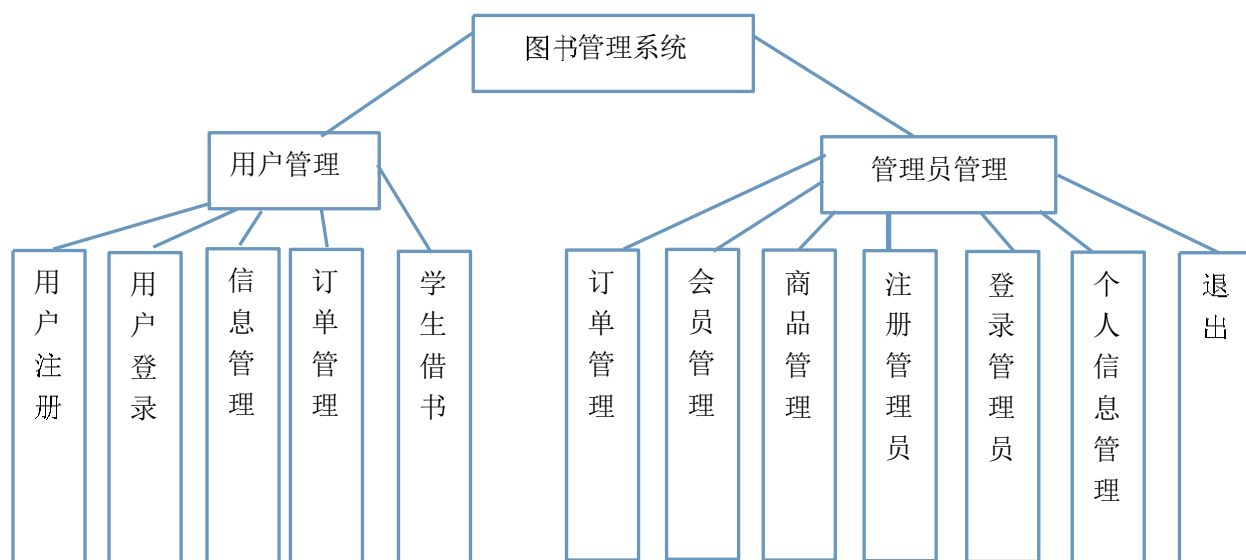 图书管理系统
用户管理
管理员管理
用户注册
用户登录
信息管理
订单管理
学生借书
订单管理
会员管理
商品管理
注册管理员
登录管理员
个人信息管理
退出